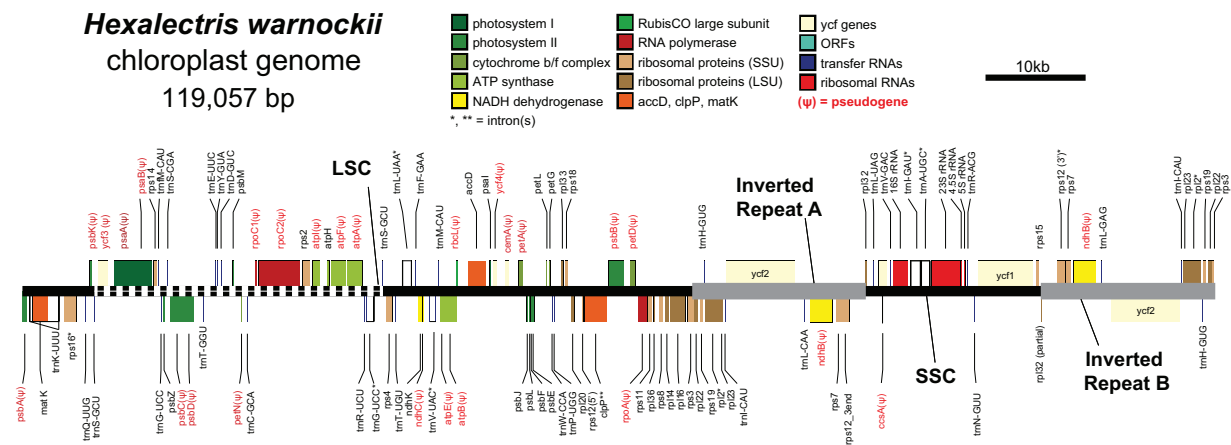 Hexalectris warnockii
chloroplast genome
119,057 bp
photosystem I
photosystem II
cytochrome b/f complex
ATP synthase
NADH dehydrogenase
*, ** = intron(s)
RubisCO large subunit
RNA polymerase
ribosomal proteins (SSU)
ribosomal proteins (LSU)
accD, clpP, matK
ycf genes
ORFs
transfer RNAs
ribosomal RNAs
(ψ) = pseudogene
10kb
LSC
Inverted
Repeat A
SSC
Inverted
Repeat B
psbK(ψ)
ycf3 (ψ)
psaA(ψ)
psaB(ψ)
rps14
trnfM-CAU
trnS-CGA
trnE-UUC
trnY-GUA
trnD-GUC
psbM
rpoC1(ψ)
rpoC2(ψ)
rps2
atpI(ψ)
atpH
atpF(ψ)
atpA(ψ)
trnS-GCU
trnL-UAA*
trnF-GAA
trnM-CAU
rbcL(ψ)
accD
psaI
ycf4(ψ)
cemA(ψ)
petA(ψ)
petL
petG
rpl33
rps18
psbB(ψ)
petD(ψ)
trnH-GUG
ycf2
rpl32
trnL-UAG
trnV-GAC
16S rRNA
trnI-GAU*
trnA-UGC*
23S rRNA
4.5S rRNA
5S rRNA
trnR-ACG
ycf1
rps15
rps12 (3')*
rps7
ndhB(ψ)
trnL-GAG
trnI-CAU
rpl23
rpl2*
rps19
rpl22
rps3
psbA(ψ)
matK
trnK-UUU
rps16*
trnQ-UUG
trnS-GCU
trnG-UCC
psbZ
psbC(ψ)
psbD(ψ)
trnT-GGU
petN(ψ)
trnC-GCA
trnR-UCU
trnG-UCC*
rps4
trnT-UGU
ndhK
ndhC(ψ)
trnV-UAC*
atpE(ψ)
atpB(ψ)
psbJ
psbL
psbF
psbE
trnW-CCA
trnP-UGG
rpl20
rps12(5')
clpP**
rpoA(ψ)
rps11
rpl36
rps8
rpl14
rpl16
rps3
rpl22
rps19
rpl2*
rpl23
trnI-CAU
trnL-CAA
ndhB(ψ)
rps7
rps12_3end
ccsA(ψ)
trnN-GUU
rpl32 (partial)
ycf2
trnH-GUG